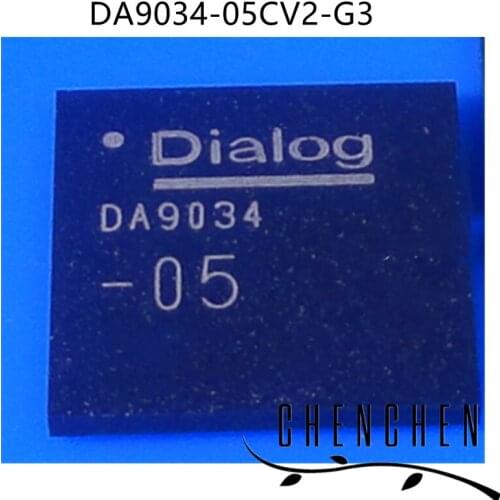 DA9034-05CV2-G3
Dialog
DA9034
-05
CHENCHEN